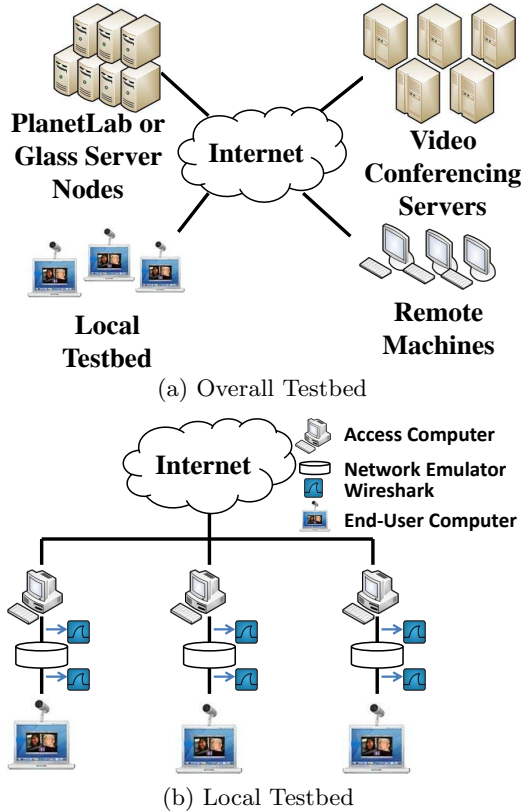 PlanetLab or
Glass Server
Nodes
Internet
Video
Conferencing
Servers
Local
Testbed
Remote
Machines
(a) Overall Testbed
Internet
Access Computer
Network Emulator
Wireshark
End-User Computer
(b) Local Testbed